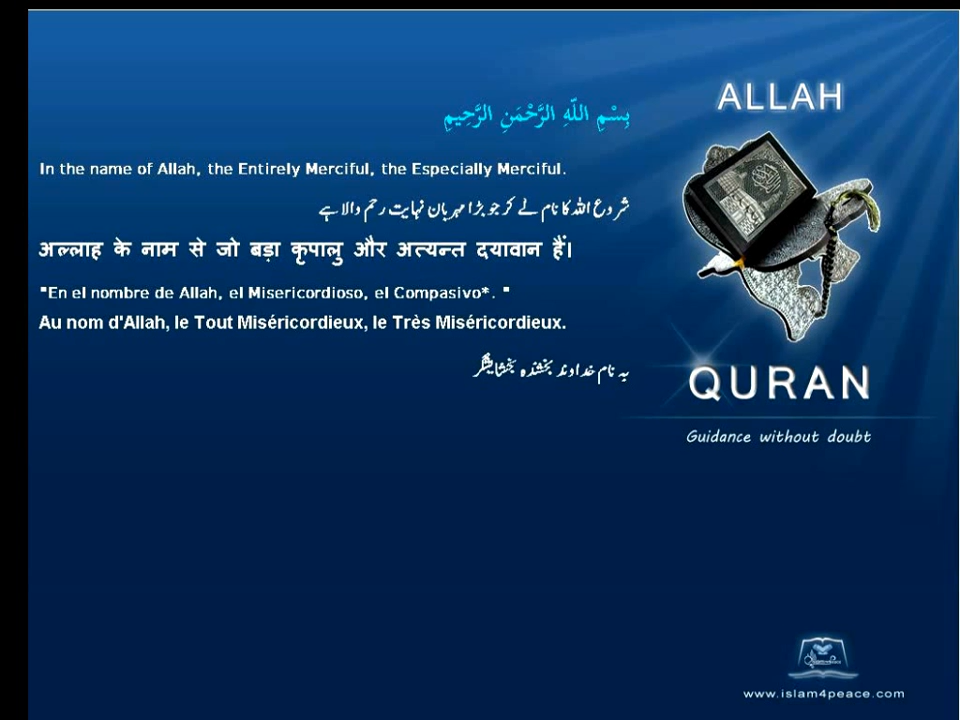 بِسْمِ اللّهِ الرَّحْمَنِ الرَّحِيمِ
In the name of Allah, the Entirely Merciful, the Especially Merciful.
شروع اللہ کا نام لے کر جو بڑا مہربان نہایت رحم والا ہے
अल्लाह के नाम से जो बड़ा कृपालु और अत्यन्त दयावान हैं।
"En el nombre de Allah, el Misericordioso, el Compasivo*. "
Au nom d'Allah, le Tout Miséricordieux, le Très Miséricordieux.
به نام خداوند بخشنده بخشایشگر
ALLAH
QURAN
Guidance without doubt
www.islam4peace.com